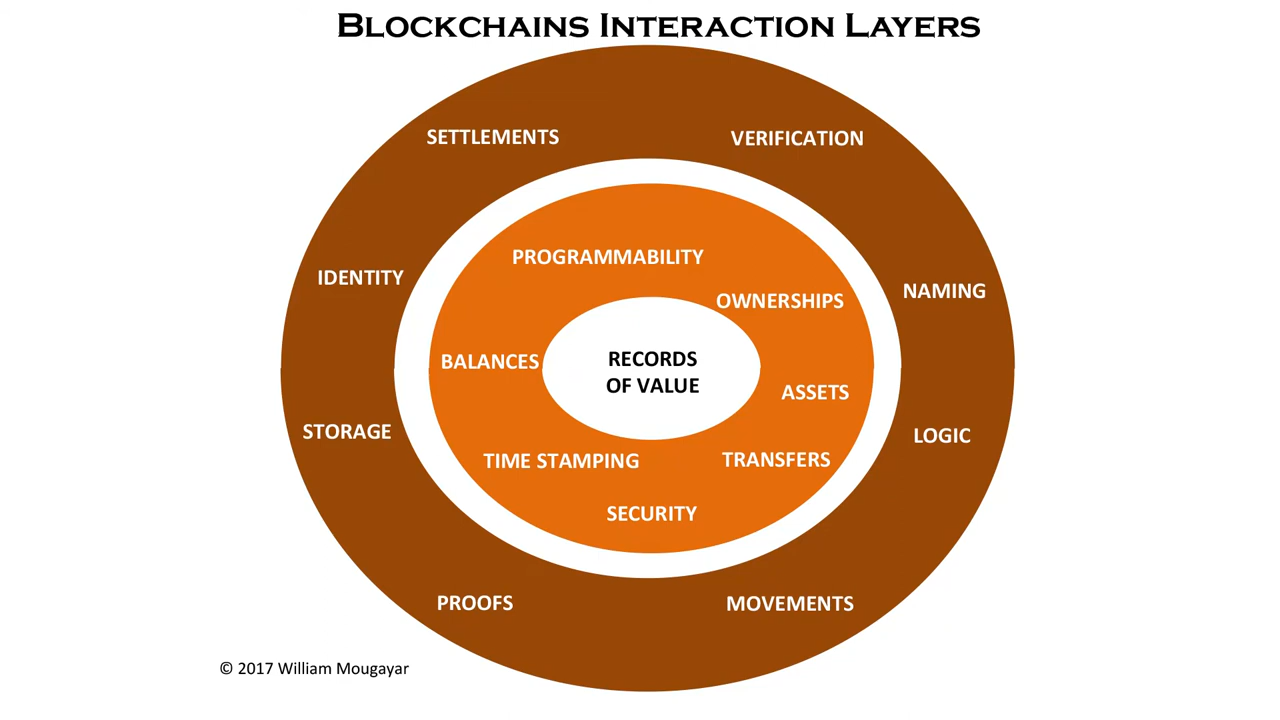 BLOCKCHAINS INTERACTION LAYERS
SETTLEMENTS
VERIFICATION
PROGRAMMABILITY
IDENTITY
NAMING
OWNERSHIPS
BALANCES
RECORDS
OF VALUE
ASSETS
STORAGE
LOGIC
TIME STAMPING
TRANSFERS
SECURITY
PROOFS
MOVEMENTS
© 2017 William Mougayar